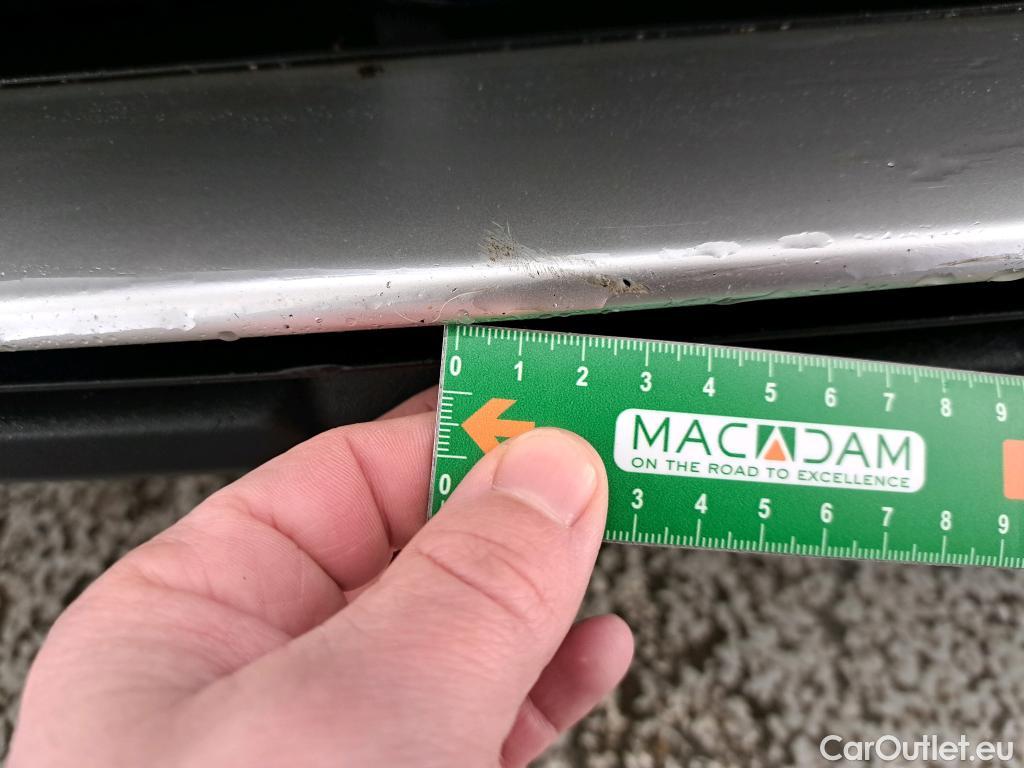 0 1 2 3 4 5 6 7 8 9
MACADAM
ON THE ROAD TO EXCELLENCE
0 3 4 5 6 7 8 9
CarOutlet.eu